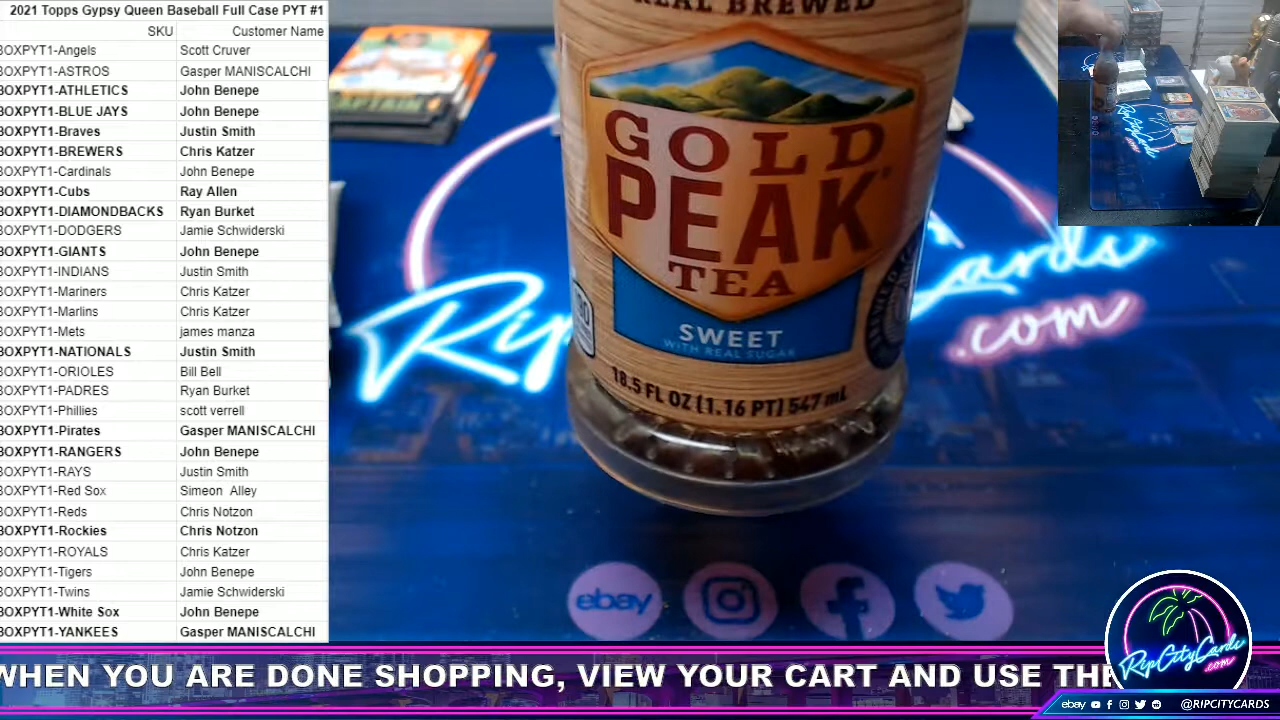 2021 Topps Gypsy Queen Baseball Full Case PYT #1
SKU Customer Name
BOXPYT1-Angels Scott Cruver
BOXPYT1-ASTROS Gasper MANISCALCHI
BOXPYT1-ATHLETICS John Benepe
BOXPYT1-BLUE JAYS John Benepe
BOXPYT1-Braves Justin Smith
BOXPYT1-BREWERS Chris Katzer
BOXPYT1-Cardinals John Benepe
BOXPYT1-Cubs Ray Allen
BOXPYT1-DIAMONDBACKS Ryan Burket
BOXPYT1-DODGERS Jamie Schwiderski
BOXPYT1-GIANTS John Benepe
BOXPYT1-INDIANS Justin Smith
BOXPYT1-Mariners Chris Katzer
BOXPYT1-Marlins Chris Katzer
BOXPYT1-Mets james manza
BOXPYT1-NATIONALS Justin Smith
BOXPYT1-ORIOLES Bill Bell
BOXPYT1-PADRES Ryan Burket
BOXPYT1-Phillies scott verrell
BOXPYT1-Pirates Gasper MANISCALCHI
BOXPYT1-RANGERS John Benepe
BOXPYT1-RAYS Justin Smith
BOXPYT1-Red Sox Simeon Alley
BOXPYT1-Reds Chris Notzon
BOXPYT1-Rockies Chris Notzon
BOXPYT1-ROYALS Chris Katzer
BOXPYT1-Tigers John Benepe
BOXPYT1-Twins Jamie Schwiderski
BOXPYT1-White Sox John Benepe
BOXPYT1-YANKEES Gasper MANISCALCHI
REAL BREWED
GOLD
PEAK
TEA
SWEET
WITH REAL SUGAR
18.5 FL OZ (1.16 PT) 547 mL
Rip Cards
.com
ebay
WHEN YOU ARE DONE SHOPPING, VIEW YOUR CART AND USE THE
RipCityCards
.com
ebay @RIPCITYCARDS